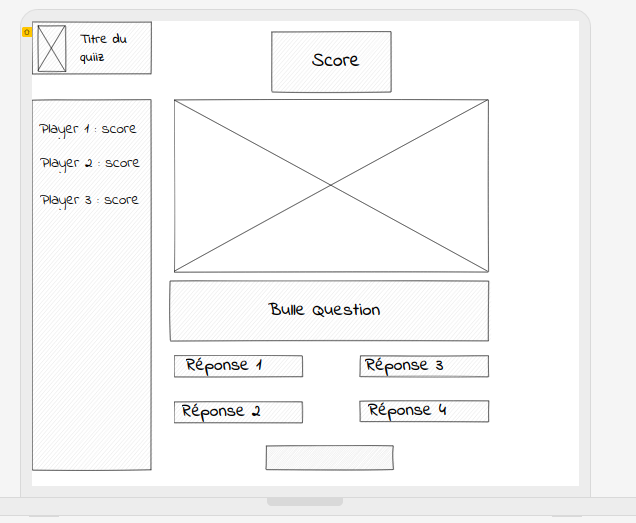 Titre du
quiiz
Score
Player 1 : score
Player 2 : score
Player 3 : score
Bulle Question
Réponse 1
Réponse 3
Réponse 2
Réponse 4